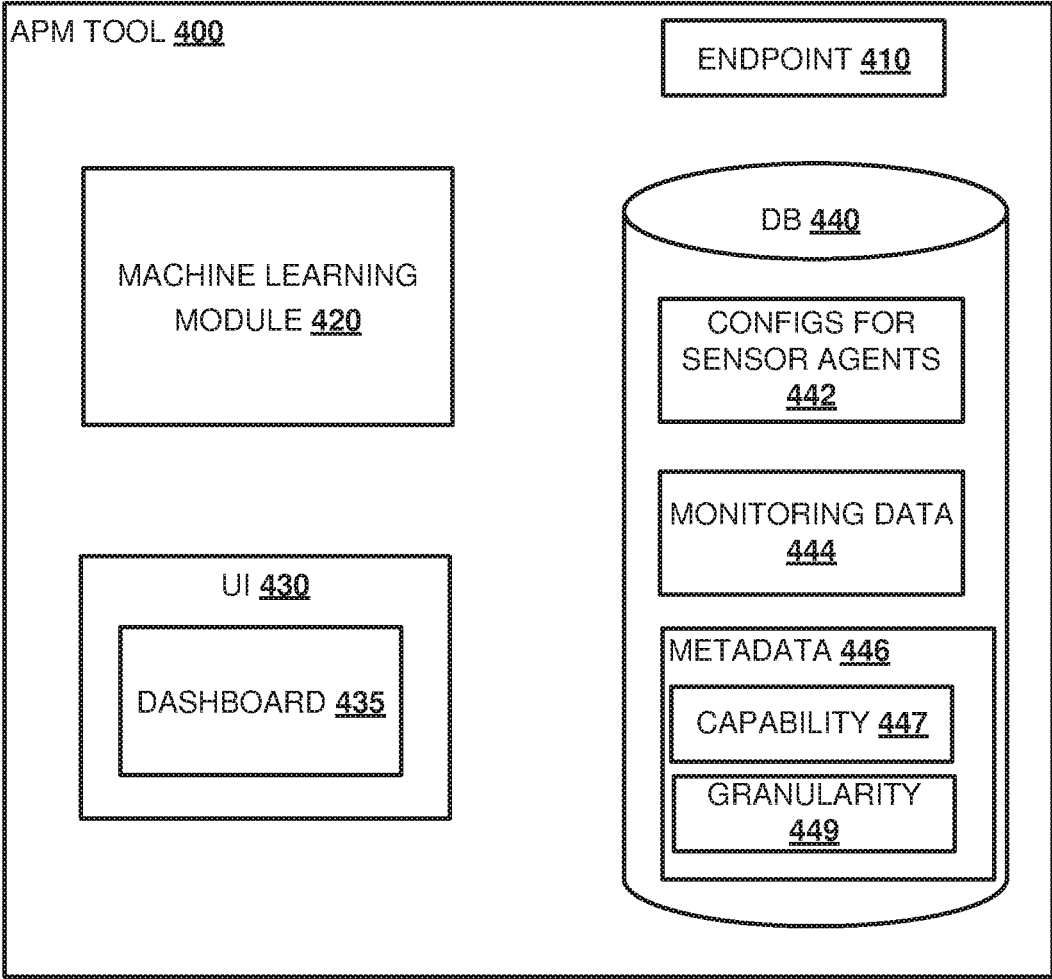 APM TOOL 400
ENDPOINT 410
MACHINE LEARNING
MODULE 420
UI 430
DASHBOARD 435
DB 440
CONFIGS FOR
SENSOR AGENTS
442
MONITORING DATA
444
METADATA 446
CAPABILITY 447
GRANULARITY
449